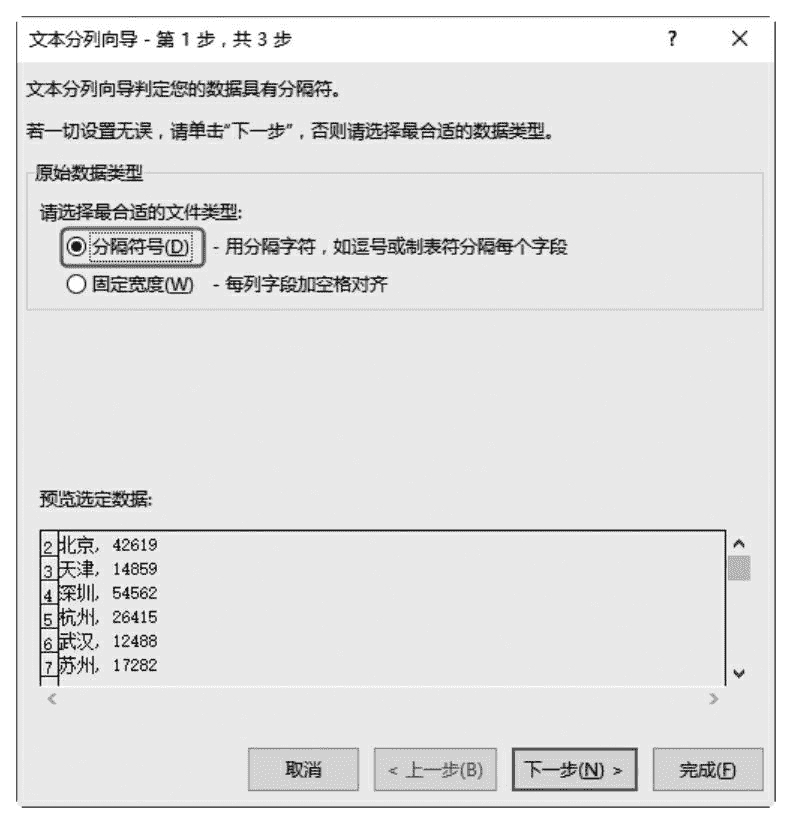 文本分列向导 - 第 1 步，共 3 步 ?
文本分列向导判定您的数据具有分隔符。
若一切设置无误，请单击“下一步”，否则请选择最合适的数据类型。
原始数据类型
请选择最合适的文件类型:
分隔符号(D) - 用分隔字符，如逗号或制表符分隔每个字段
固定宽度(W) - 每列字段加空格对齐
预览选定数据:
2 北京，42619
3 天津，14859
4 深圳，54562
5 杭州，26415
6 武汉，12488
7 苏州，17282
取消 < 上一步(B) 下一步(N) > 完成(F)